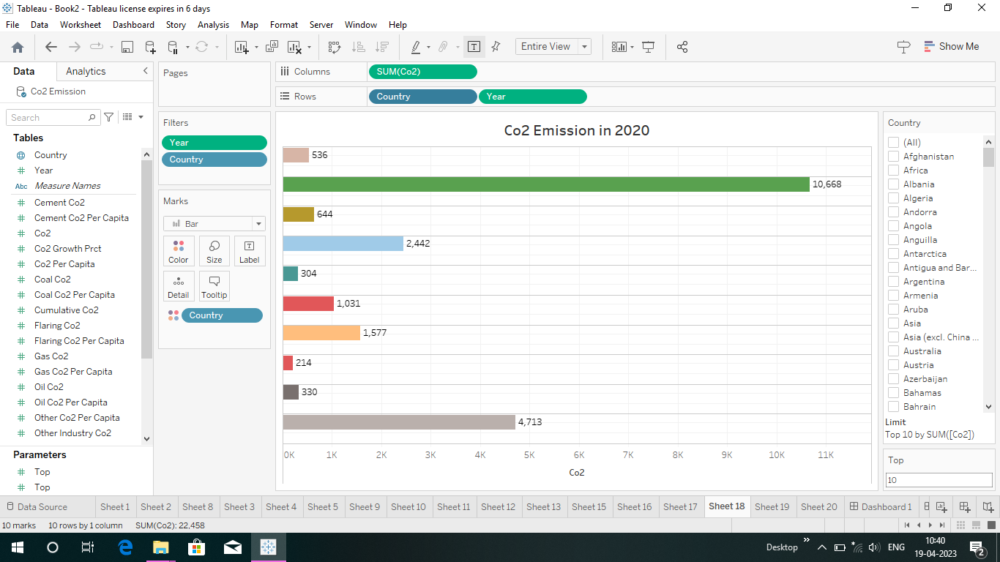 Tableau - Book2 - Tableau license expires in 6 days
File Data Worksheet Dashboard Story Analysis Map Format Server Window Help
Entire View
Show Me
Data Analytics
Co2 Emission
Search
Tables
Country
Year
Abc Measure Names
Cement Co2
Cement Co2 Per Capita
Co2
Co2 Growth Prct
Co2 Per Capita
Coal Co2
Coal Co2 Per Capita
Cumulative Co2
Flaring Co2
Flaring Co2 Per Capita
Gas Co2
Gas Co2 Per Capita
Oil Co2
Oil Co2 Per Capita
Other Co2 Per Capita
Other Industry Co2
Parameters
Top
Top
Pages
Filters
Year
Country
Marks
Bar
Color Size Label
Detail Tooltip
Country
Columns SUM(Co2)
Rows Country Year
Co2 Emission in 2020
536
10,668
644
2,442
304
1,031
1,577
214
330
4,713
0K 1K 2K 3K 4K 5K 6K 7K 8K 9K 10K 11K
Co2
Country
(All)
Afghanistan
Africa
Albania
Algeria
Andorra
Angola
Anguilla
Antarctica
Antigua and Bar...
Argentina
Armenia
Aruba
Asia
Asia (excl. China ...
Australia
Austria
Azerbaijan
Bahamas
Bahrain
Limit
Top 10 by SUM([Co2])
Top
10
Data Source Sheet 1 Sheet 2 Sheet 8 Sheet 3 Sheet 4 Sheet 5 Sheet 9 Sheet 10 Sheet 11 Sheet 12 Sheet 13 Sheet 15 Sheet 16 Sheet 17 Sheet 18 Sheet 19 Sheet 20 Dashboard 1
10 marks 10 rows by 1 column SUM(Co2): 22,458
Desktop ENG 10:40
19-04-2023 2